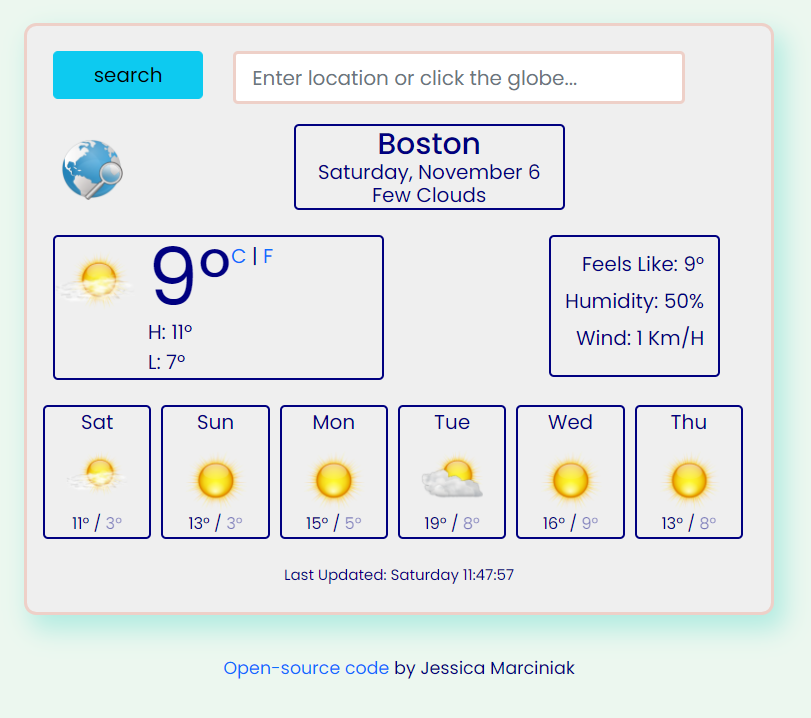 search
Enter location or click the globe...
Boston
Saturday, November 6
Few Clouds
9°C | F
H: 11°
L: 7°
Feels Like: 9°
Humidity: 50%
Wind: 1 Km/H
Sat Sun Mon Tue Wed Thu
11° / 3° 13° / 3° 15° / 5° 19° / 8° 16° / 9° 13° / 8°
Last Updated: Saturday 11:47:57
Open-source code by Jessica Marciniak